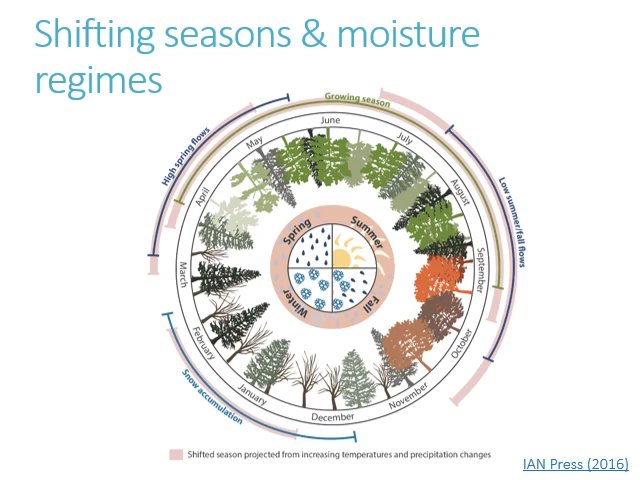 Shifting seasons & moisture
regimes
Growing season
High spring flows
Low summer/fall flows
Snow accumulation
January
February
March
April
May
June
July
August
September
October
November
December
Spring
Summer
Fall
Winter
Shifted season projected from increasing temperatures and precipitation changes
IAN Press (2016)